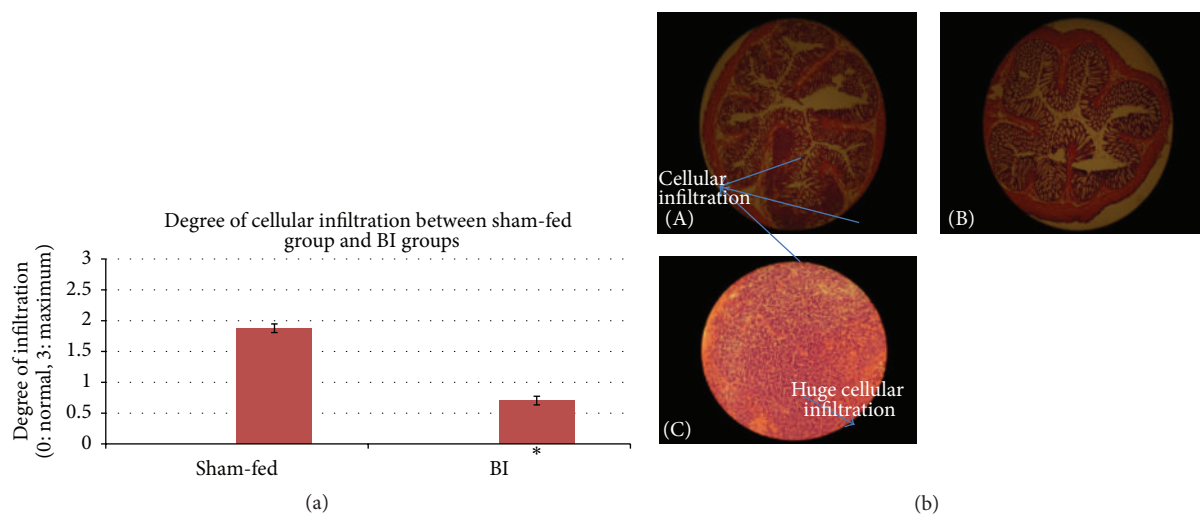 Degree of cellular infiltration between sham-fed
group and BI groups
Degree of infiltration
(0: normal, 3: maximum)
3
2.5
2
1.5
1
0.5
0
Sham-fed
BI
*
(a)
Cellular
infiltration
(A)
(B)
Huge cellular
infiltration
(C)
(b)